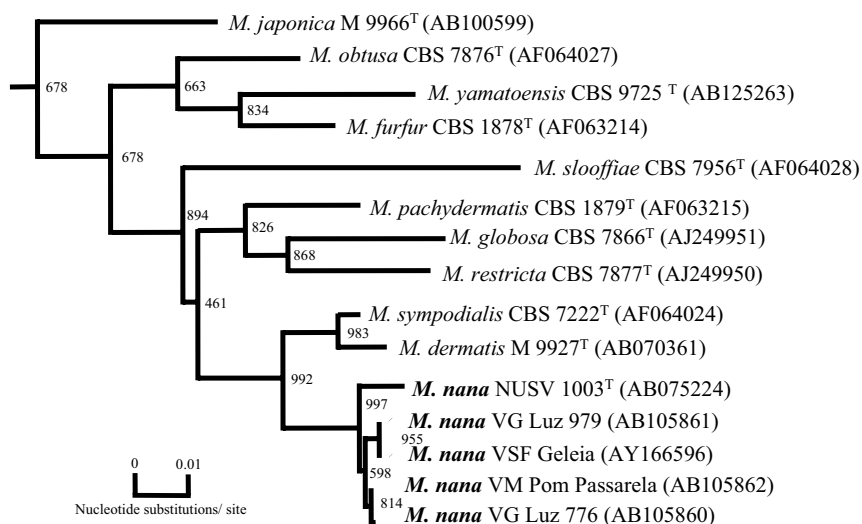 M. japonica M 9966ᵀ (AB100599)
M. obtusa CBS 7876ᵀ (AF064027)
678
663
M. yamatoensis CBS 9725 ᵀ (AB125263)
834
M. furfur CBS 1878ᵀ (AF063214)
678
M. slooffiae CBS 7956ᵀ (AF064028)
894
M. pachydermatis CBS 1879ᵀ (AF063215)
826
M. globosa CBS 7866ᵀ (AJ249951)
868
M. restricta CBS 7877ᵀ (AJ249950)
461
M. sympodialis CBS 7222ᵀ (AF064024)
983
M. dermatis M 9927ᵀ (AB070361)
992
M. nana NUSV 1003ᵀ (AB075224)
997
M. nana VG Luz 979 (AB105861)
955
M. nana VSF Geleia (AY166596)
598
M. nana VM Pom Passarela (AB105862)
814
M. nana VG Luz 776 (AB105860)
0 0.01
Nucleotide substitutions/ site